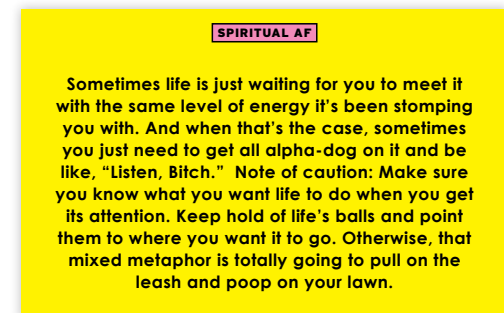 SPIRITUAL AF
Sometimes life is just waiting for you to meet it
with the same level of energy it's been stomping
you with. And when that's the case, sometimes
you just need to get all alpha-dog on it and be
like, “Listen, Bitch.”  Note of caution: Make sure
you know what you want life to do when you get
its attention. Keep hold of life's balls and point
them to where you want it to go. Otherwise, that
mixed metaphor is totally going to pull on the
leash and poop on your lawn.